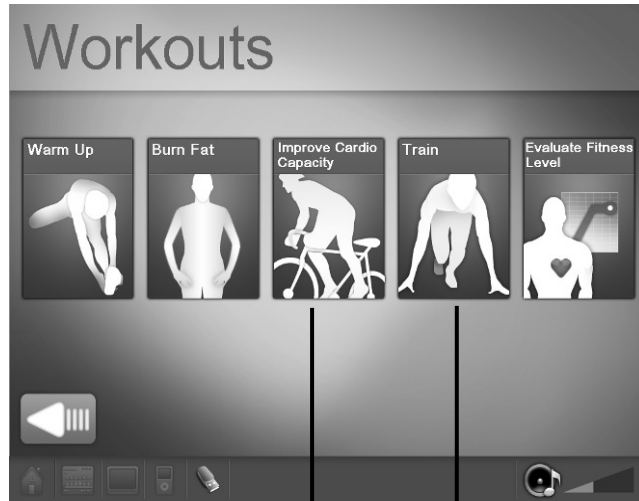 Workouts
Warm Up
Burn Fat
Improve Cardio
Capacity
Train
Evaluate Fitness
Level